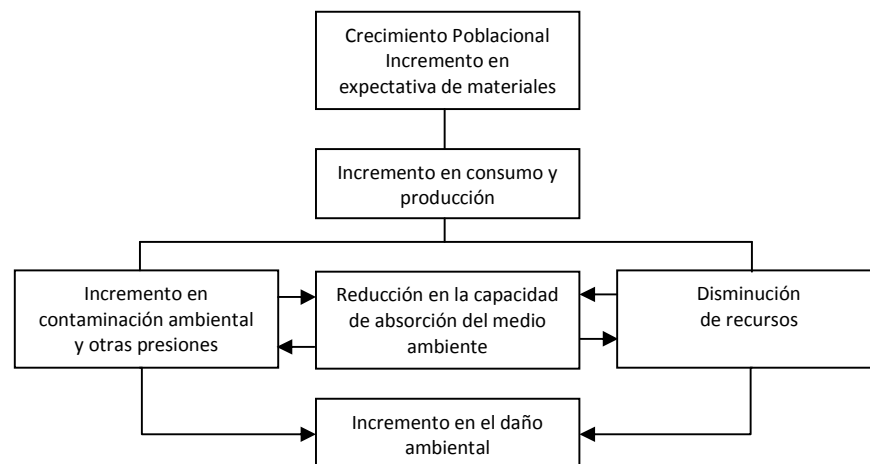 Crecimiento Poblacional
Incremento en
expectativa de materiales
Incremento en consumo y
producción
Incremento en
contaminación ambiental
y otras presiones
Reducción en la capacidad
de absorción del medio
ambiente
Disminución
de recursos
Incremento en el daño
ambiental